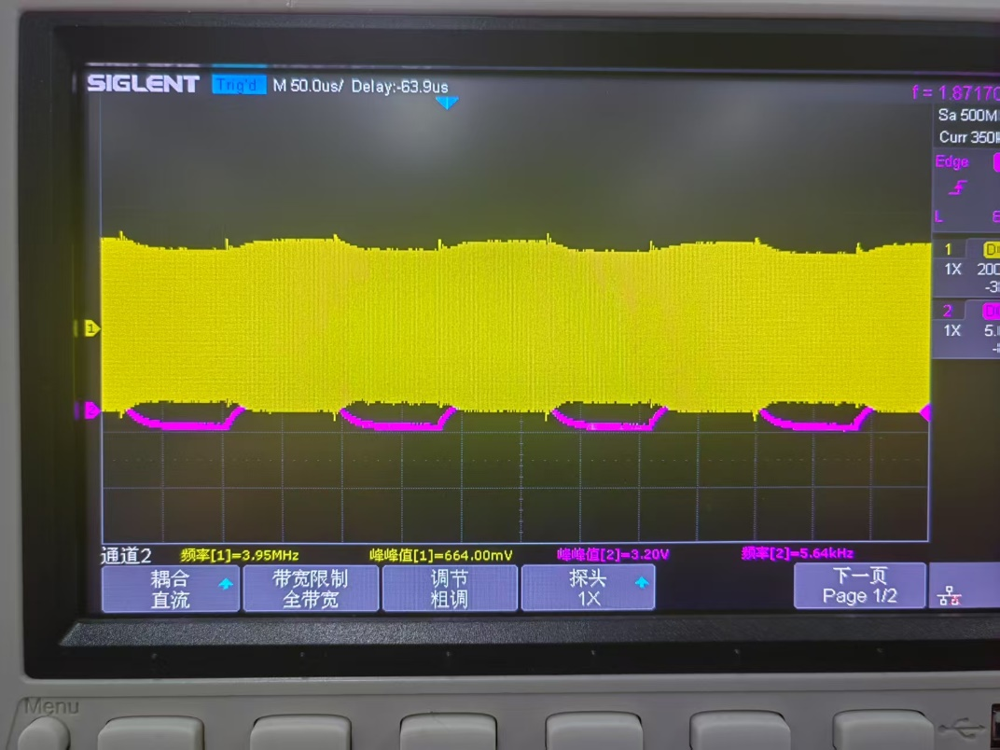 SIGLENT Trig'd M 50.0us/ Delay:-63.9us
f = 1.8717
Sa 500M
Curr 350
Edge
L
1
1X 200
2
1X 5.
1
2
频率[1]=3.95MHz 峰峰值[1]=664.00mV 峰峰值[2]=3.20V 频率[2]=5.64kHz
通道2
耦合
直流
带宽限制
全带宽
调节
粗调
探头
1X
下一页
Page 1/2
Menu